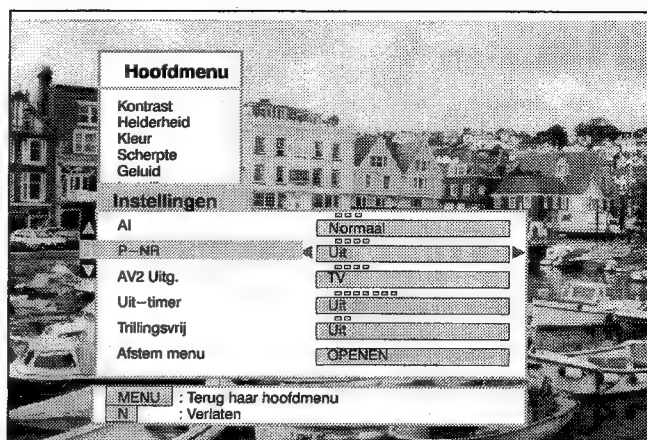 Hoofdmenu
Kontrast
Helderheid
Kleur
Scherpte
Geluid
Instellingen
AI Normaal
P-NR Uit
AV2 Uitg. TV
Uit-timer Uit
Trillingsvrij Uit
Afstem menu OPENEN
MENU : Terug haar hoofdmenu
N : Verlaten